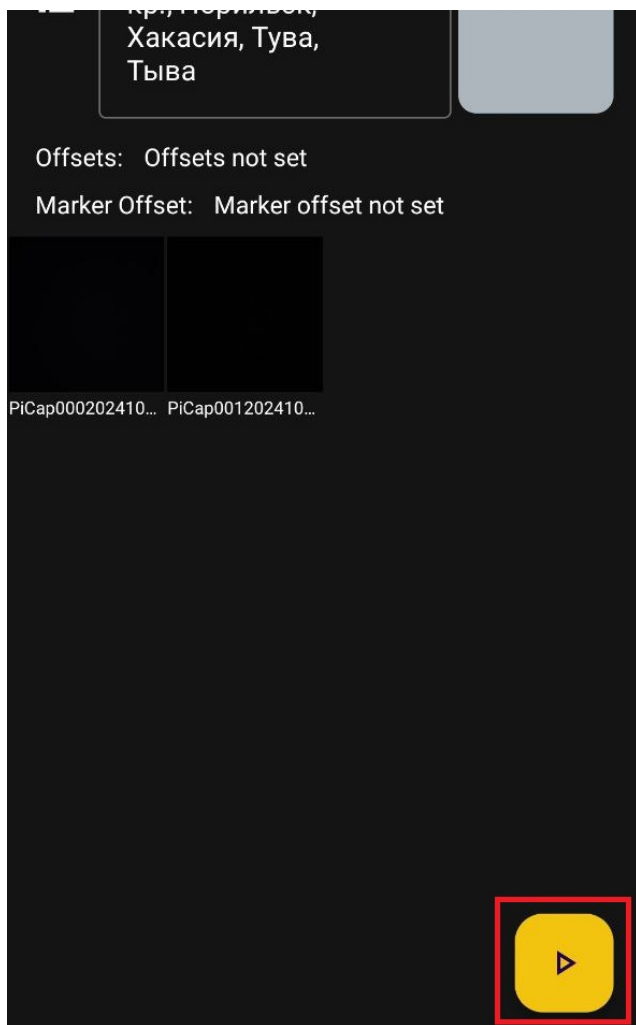 Хакасия, Тува,
Тыва
Offsets: Offsets not set
Marker Offset: Marker offset not set
PiCap000202410... PiCap001202410...